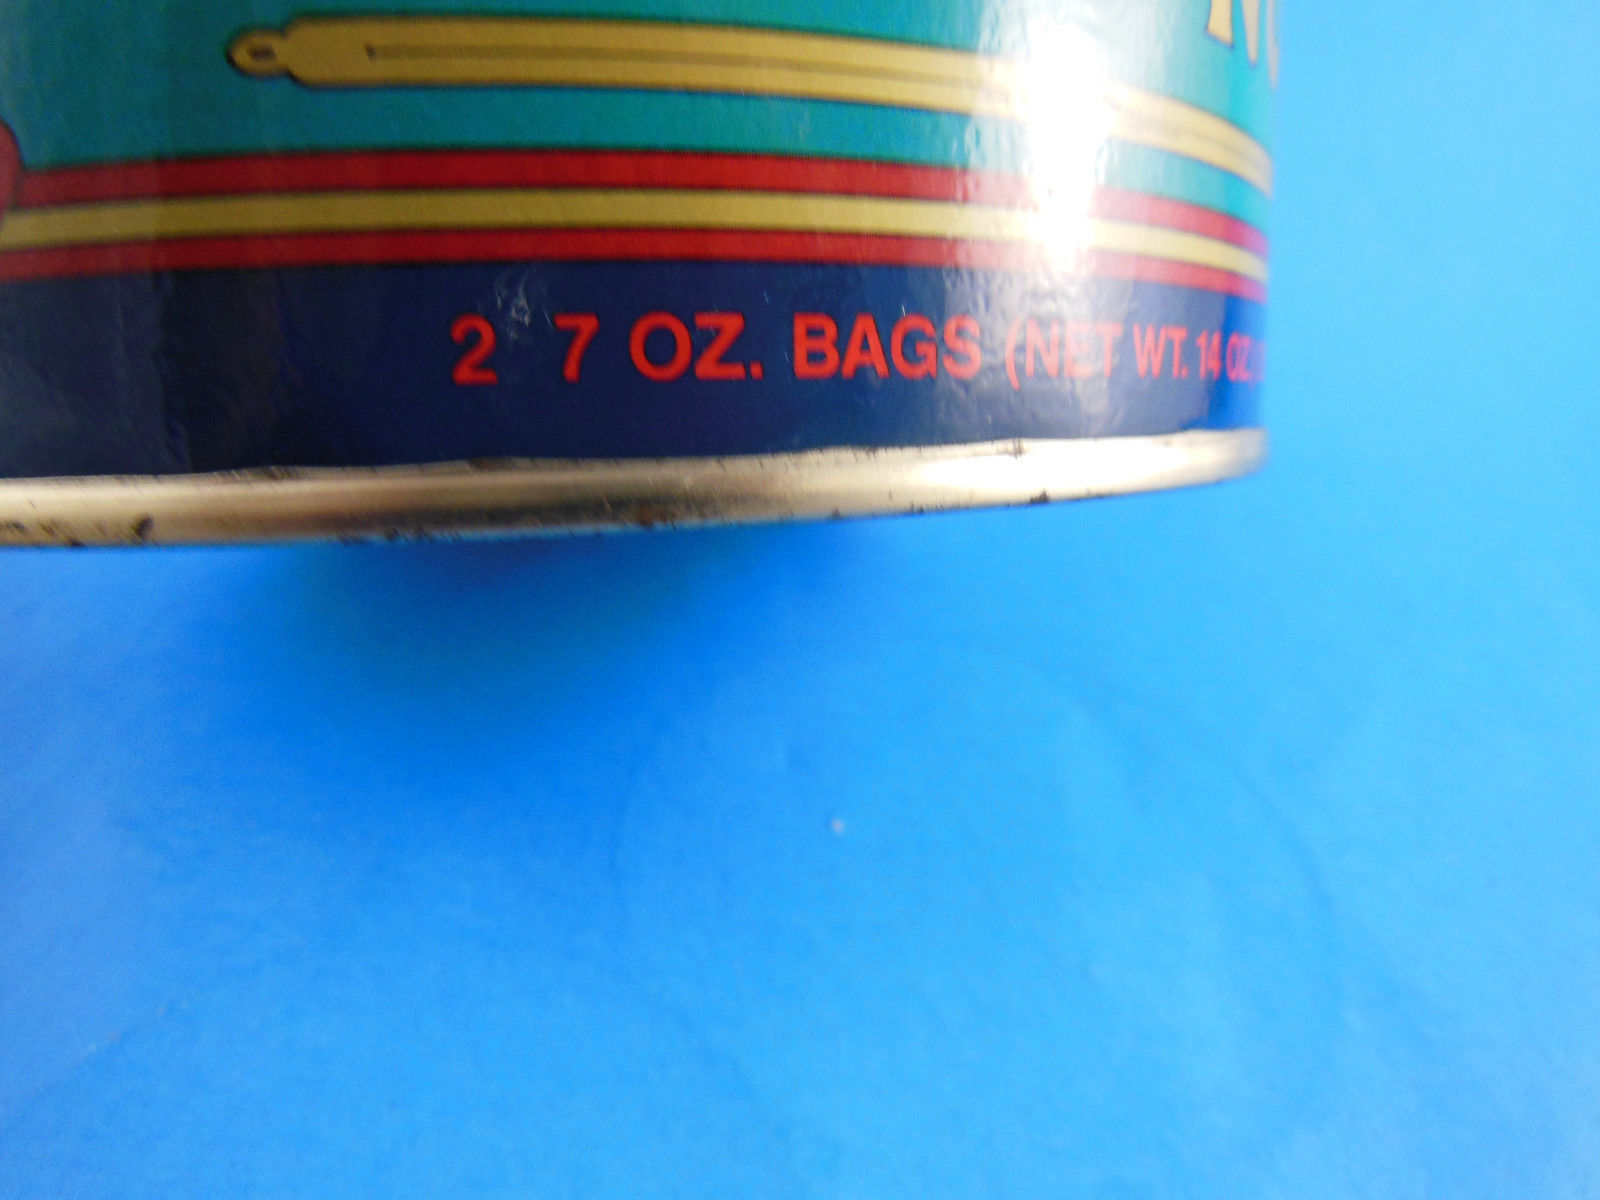 2 7 OZ. BAGS (NET WT. 14 OZ.)